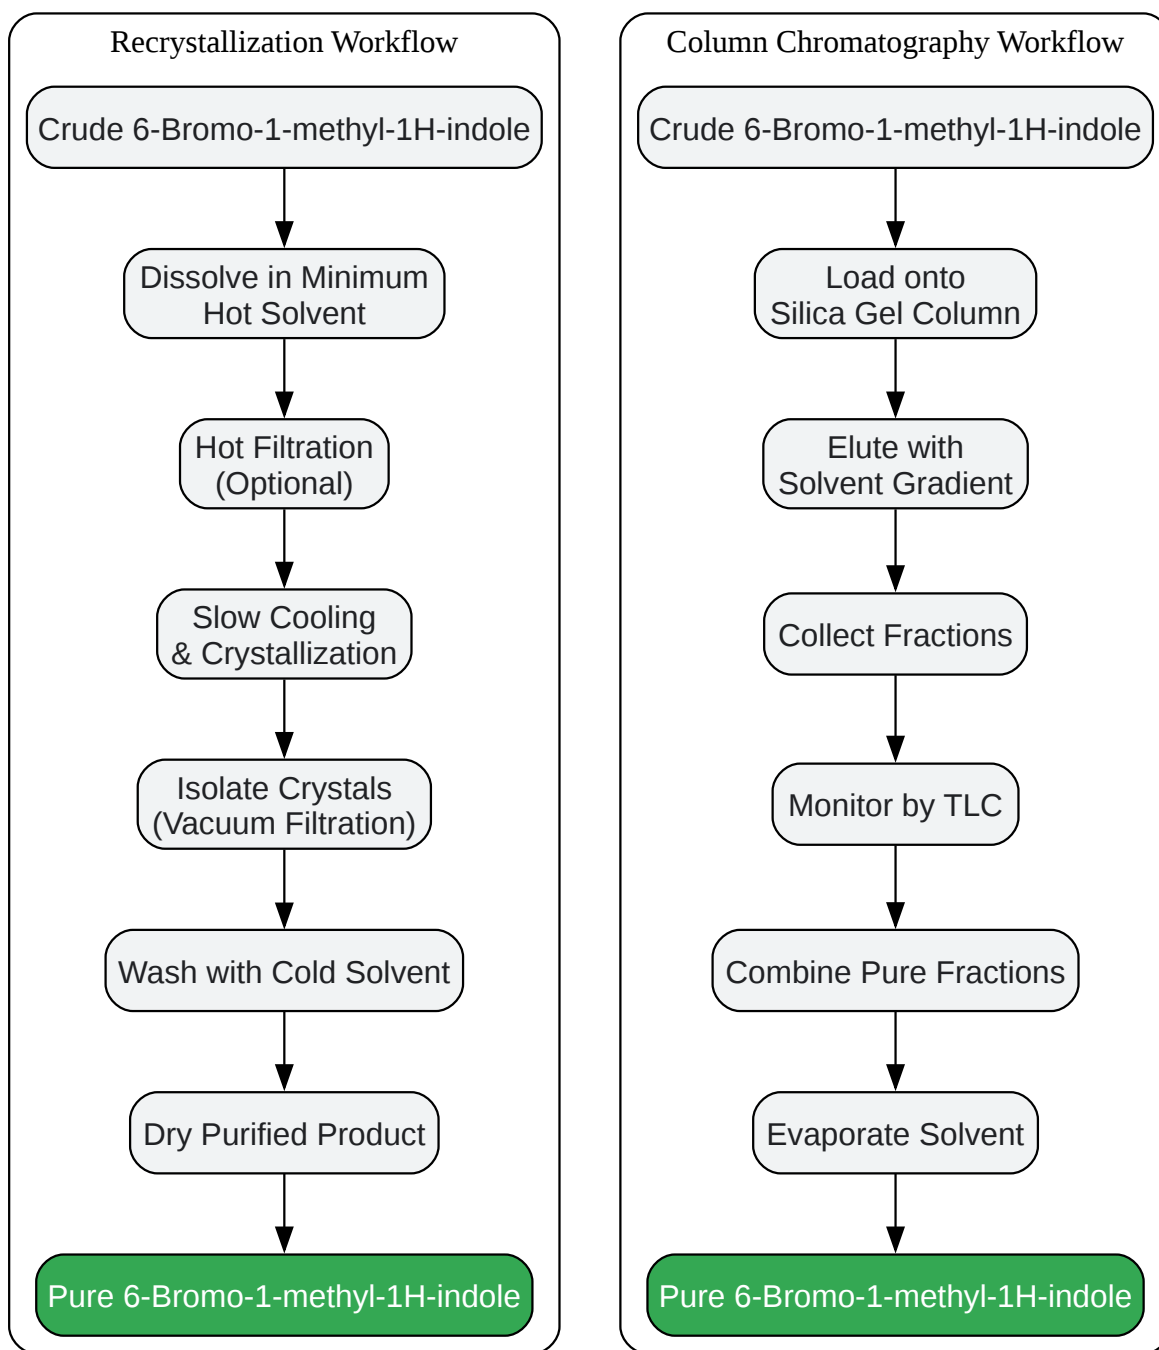 Recrystallization Workflow
Crude 6-Bromo-1-methyl-1H-indole
Dissolve in Minimum
Hot Solvent
Hot Filtration
(Optional)
Slow Cooling
& Crystallization
Isolate Crystals
(Vacuum Filtration)
Wash with Cold Solvent
Dry Purified Product
Pure 6-Bromo-1-methyl-1H-indole
Column Chromatography Workflow
Crude 6-Bromo-1-methyl-1H-indole
Load onto
Silica Gel Column
Elute with
Solvent Gradient
Collect Fractions
Monitor by TLC
Combine Pure Fractions
Evaporate Solvent
Pure 6-Bromo-1-methyl-1H-indole